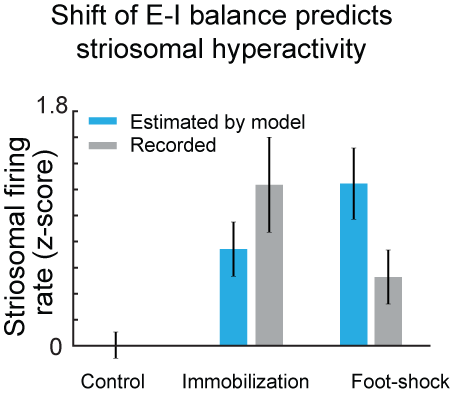 Shift of E-I balance predicts
striosomal hyperactivity
1.8
Estimated by model
Recorded
Striosomal firing
rate (z-score)
0
Control
Immobilization
Foot-shock